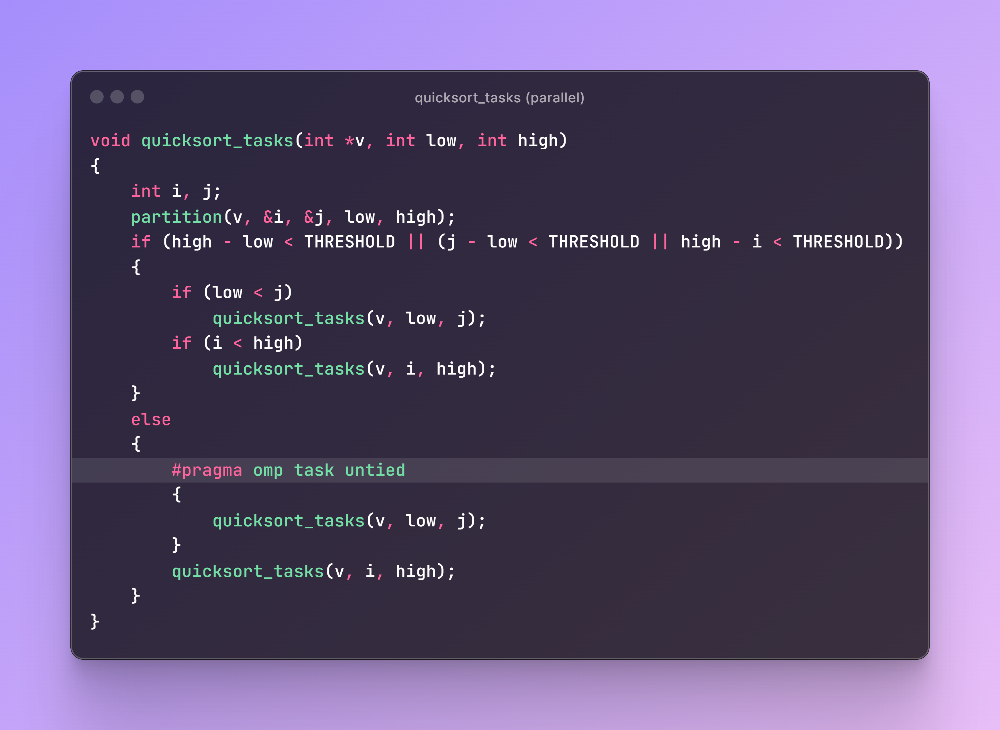 quicksort_tasks (parallel)
void quicksort_tasks(int *v, int low, int high)
{
    int i, j;
    partition(v, &i, &j, low, high);
    if (high - low < THRESHOLD || (j - low < THRESHOLD || high - i < THRESHOLD))
    {
        if (low < j)
            quicksort_tasks(v, low, j);
        if (i < high)
            quicksort_tasks(v, i, high);
    }
    else
    {
        #pragma omp task untied
        {
            quicksort_tasks(v, low, j);
        }
        quicksort_tasks(v, i, high);
    }
}